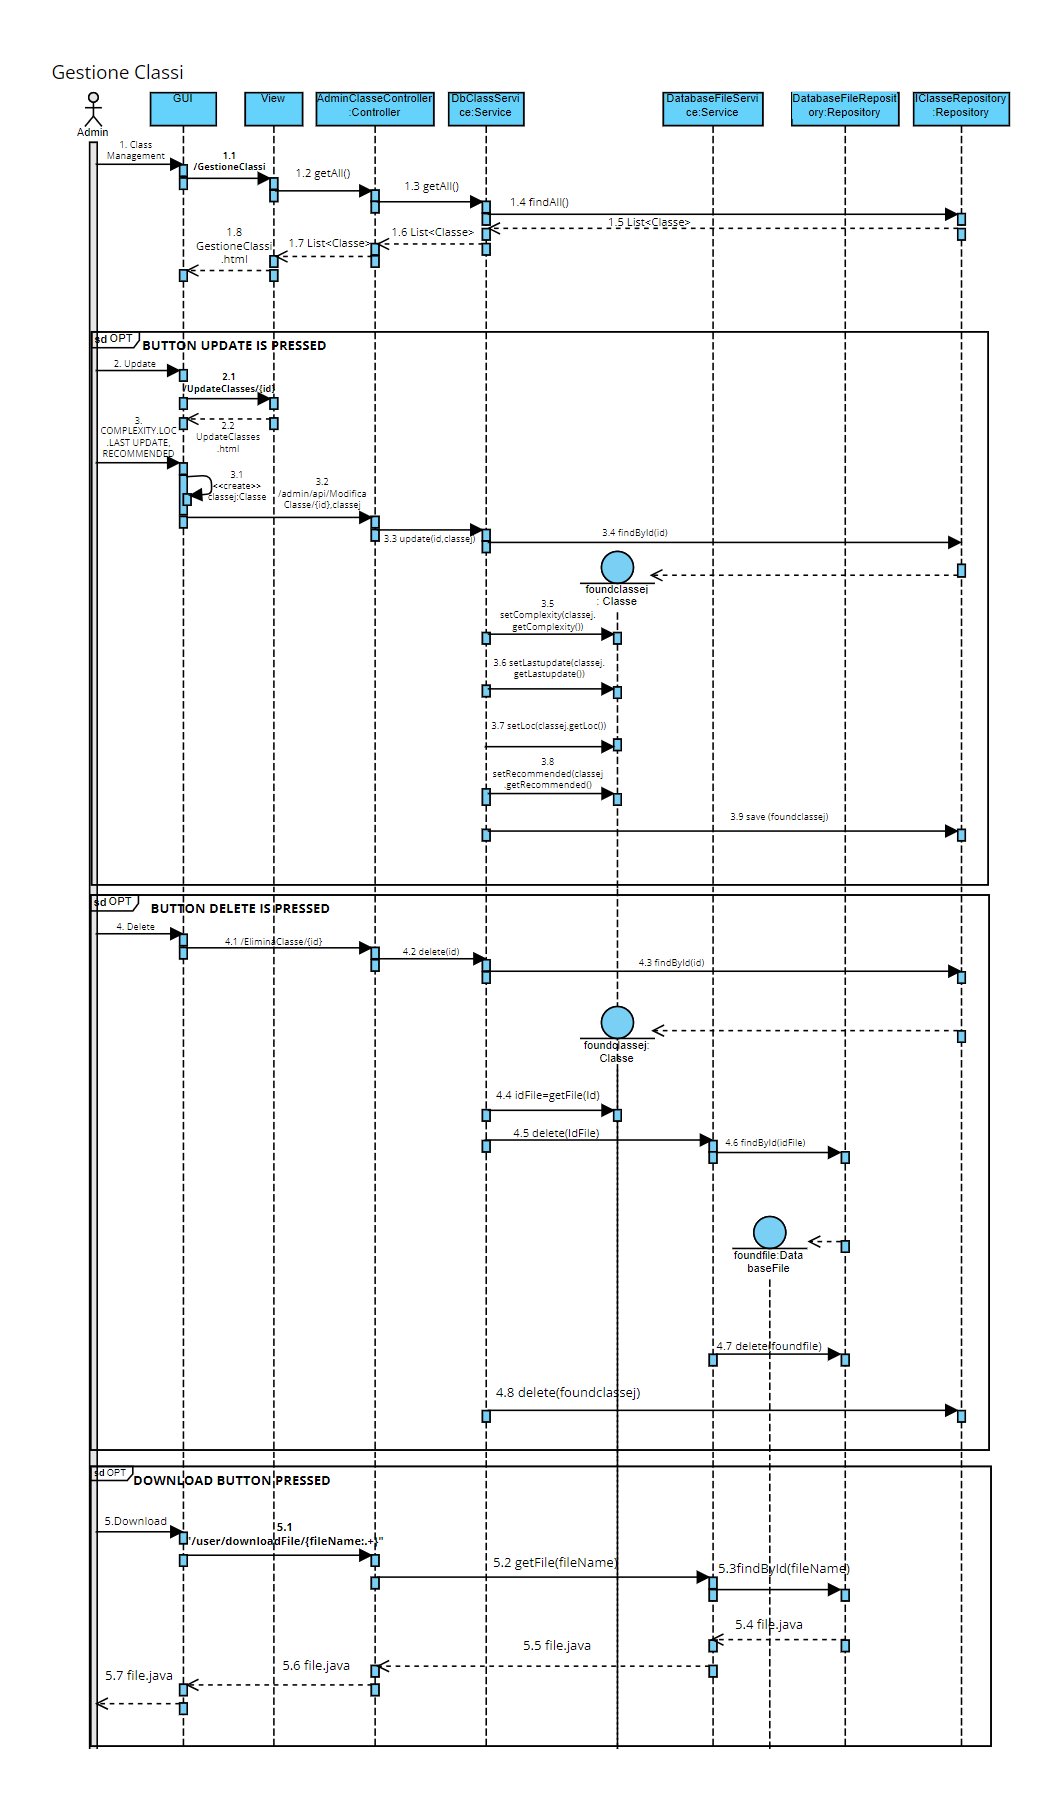 Gestione Classi
Admin
GUI
View
AdminClasseController
:Controller
DbClassServi
ce:Service
DatabaseFileServi
ce:Service
DatabaseFileReposit
ory:Repository
IClasseRepository
:Repository
1. Class
Management
1.1
/GestioneClassi
1.2 getAll()
1.3 getAll()
1.4 findAll()
1.5 List<Classe>
1.6 List<Classe>
1.7 List<Classe>
1.8
GestioneClassi
.html
sd OPT
BUTTON UPDATE IS PRESSED
2. Update
2.1
/UpdateClasses/{id}
2.2
UpdateClasses
.html
3.
COMPLEXITY.LOC
.LAST UPDATE,
RECOMMENDED
3.1
<<create>>
classej:Classe
3.2
/admin/api/Modifica
Classe/{id},classej
3.3 update(id,classej)
3.4 findById(id)
foundclassej
: Classe
3.5
setComplexity(classej.
getComplexity())
3.6 setLastupdate(classej.
getLastupdate())
3.7 setLoc(classej.getLoc())
3.8
setRecommended(classej
.getRecommended()
3.9 save (foundclassej)
sd OPT
BUTTON DELETE IS PRESSED
4. Delete
4.1 /EliminaClasse/{id}
4.2 delete(id)
4.3 findById(id)
foundclassej:
Classe
4.4 idFile=getFile(Id)
4.5 delete(IdFile)
4.6 findById(idFile)
foundfile:Data
baseFile
4.7 delete(foundfile)
4.8 delete(foundclassej)
sd OPT
DOWNLOAD BUTTON PRESSED
5.Download
5.1
"/user/downloadFile/{fileName:.+}"
5.2 getFile(fileName)
5.3findById(fileName)
5.4 file.java
5.5 file.java
5.6 file.java
5.7 file.java